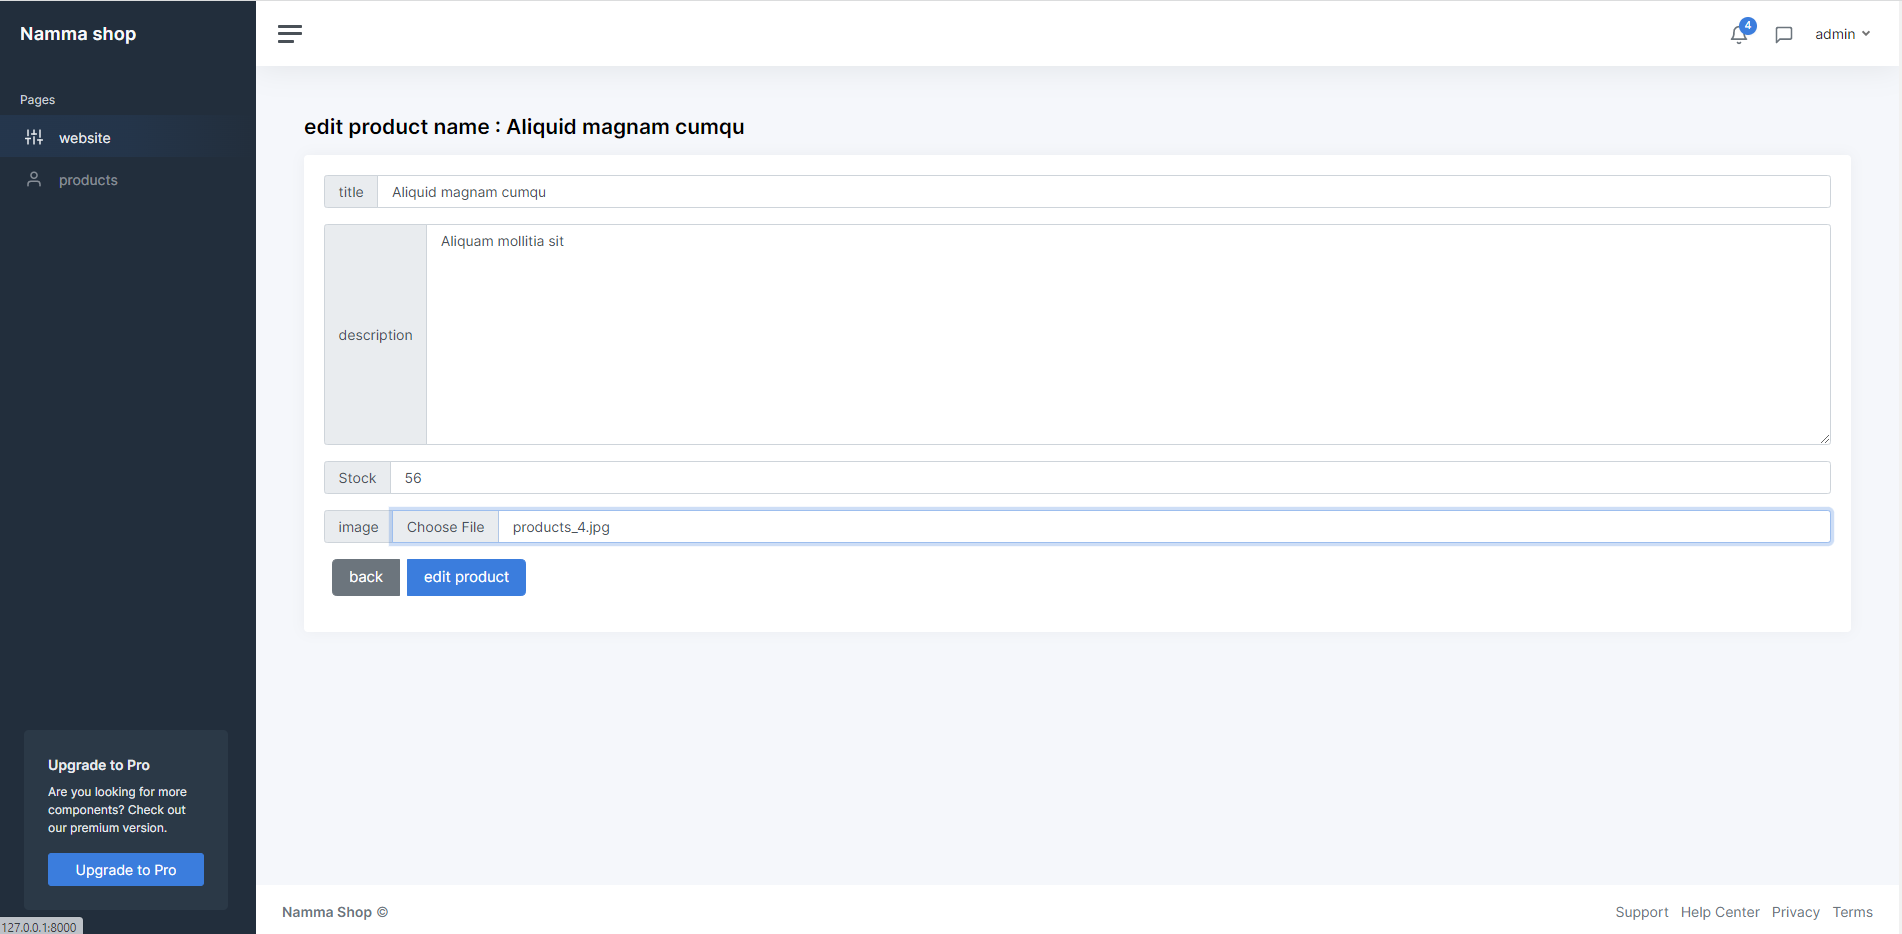 Namma shop
4
admin
Pages
website
products
edit product name : Aliquid magnam cumqu
title Aliquid magnam cumqu
description Aliquam mollitia sit
Stock 56
image Choose File products_4.jpg
back edit product
Upgrade to Pro
Are you looking for more
components? Check out
our premium version.
Upgrade to Pro
Namma Shop ©
Support Help Center Privacy Terms
127.0.0.1:8000